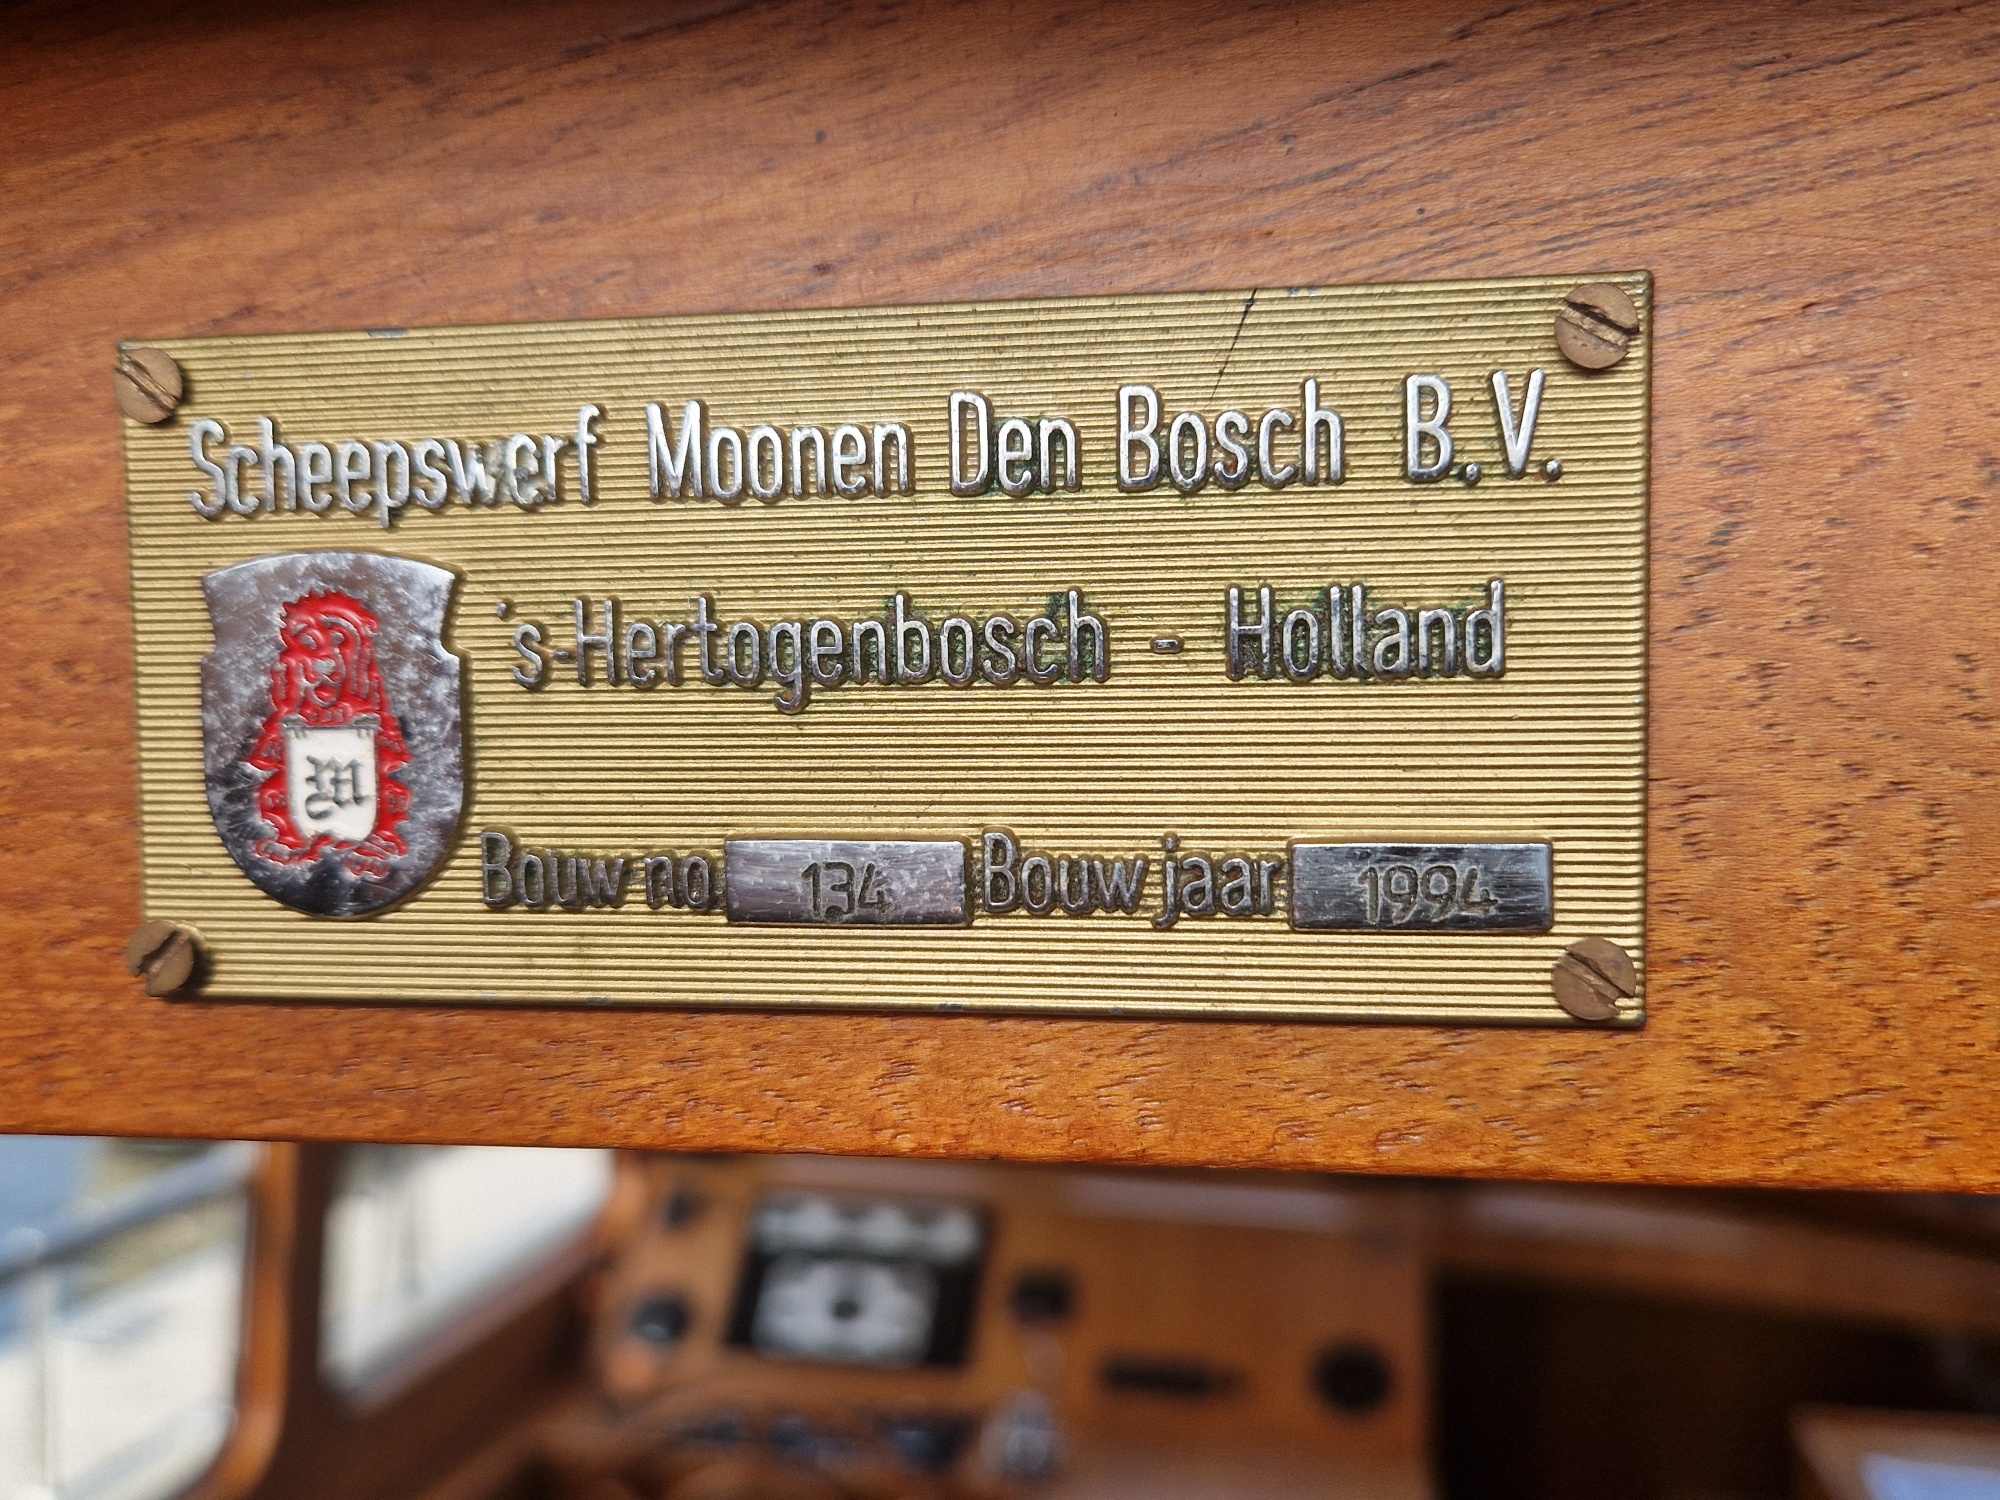 Scheepswerf Moonen Den Bosch B.V.
's-Hertogenbosch - Holland
M
Bouw no. 134 Bouw jaar 1994